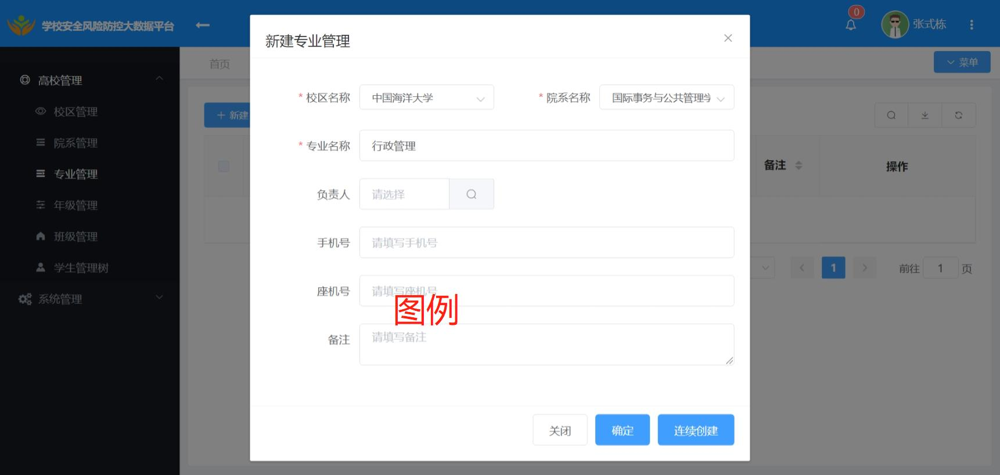 学校安全风险防控大数据平台
0
张式栋
高校管理
校区管理
院系管理
专业管理
年级管理
班级管理
学生管理树
系统管理
首页
菜单
新建
备注
操作
1
前往 1 页
新建专业管理
* 校区名称 中国海洋大学
* 院系名称 国际事务与公共管理学
* 专业名称 行政管理
负责人 请选择
手机号 请填写手机号
座机号 请填写座机号
图例
备注 请填写备注
关闭 确定 连续创建